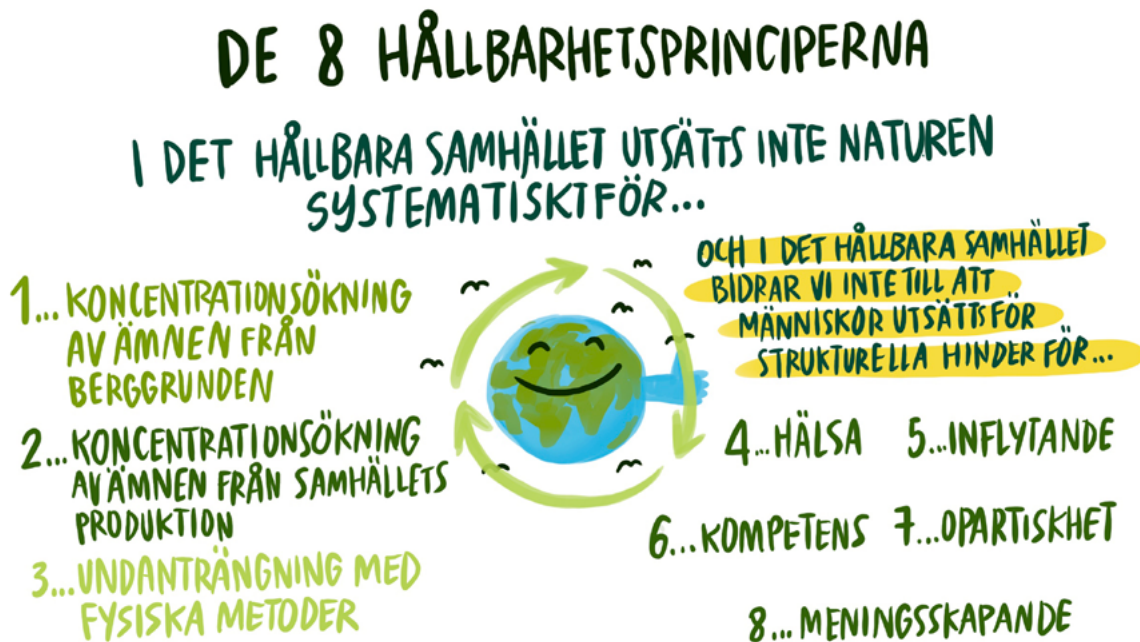 DE 8 HÅLLBARHETSPRINCIPERNA
I DET HÅLLBARA SAMHÄLLET UTSÄTTS INTE NATUREN
SYSTEMATISKT FÖR...
1... KONCENTRATIONSÖKNING
AV ÄMNEN FRÅN
BERGGRUNDEN
2... KONCENTRATIONSÖKNING
AV ÄMNEN FRÅN SAMHÄLLETS
PRODUKTION
3... UNDANTRÄNGNING MED
FYSISKA METODER
OCH I DET HÅLLBARA SAMHÄLLET
BIDRAR VI INTE TILL ATT
MÄNNISKOR UTSÄTTS FÖR
STRUKTURELLA HINDER FÖR...
4... HÄLSA 5... INFLYTANDE
6... KOMPETENS 7... OPARTISKHET
8... MENINGSSKAPANDE